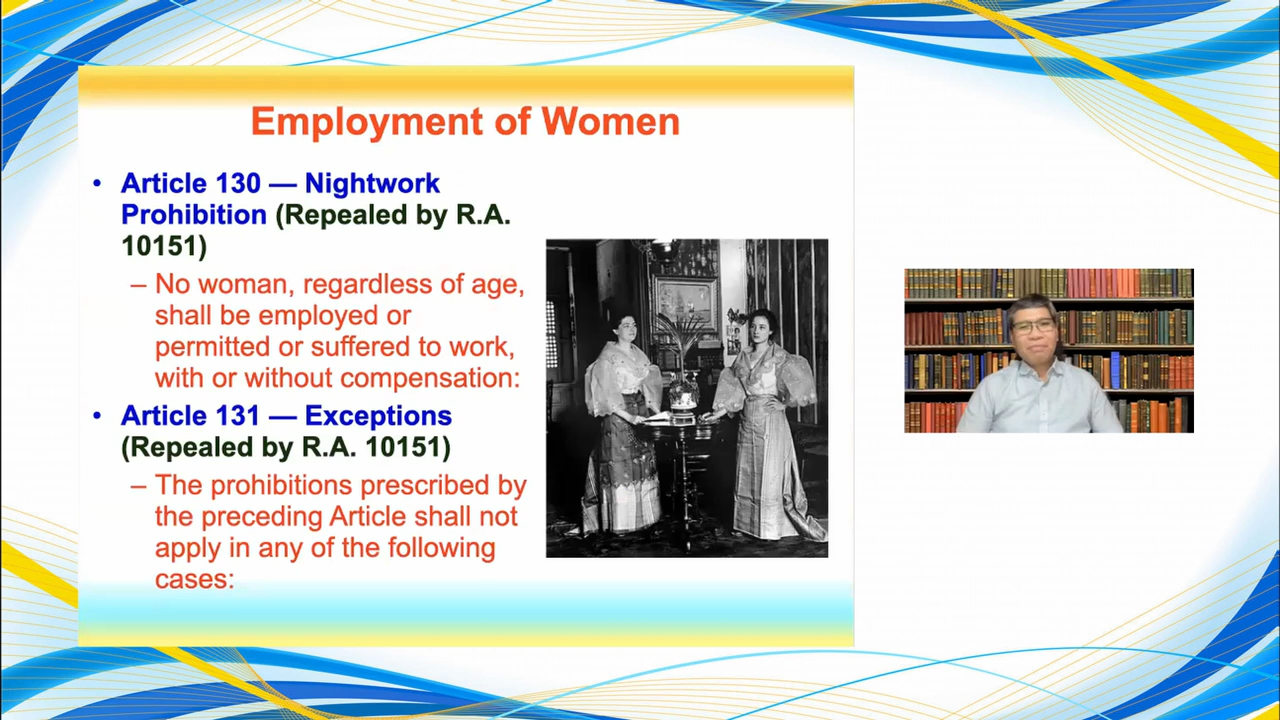 Employment of Women
• Article 130 — Nightwork
Prohibition (Repealed by R.A.
10151)
– No woman, regardless of age,
shall be employed or
permitted or suffered to work,
with or without compensation:
• Article 131 — Exceptions
(Repealed by R.A. 10151)
– The prohibitions prescribed by
the preceding Article shall not
apply in any of the following
cases: